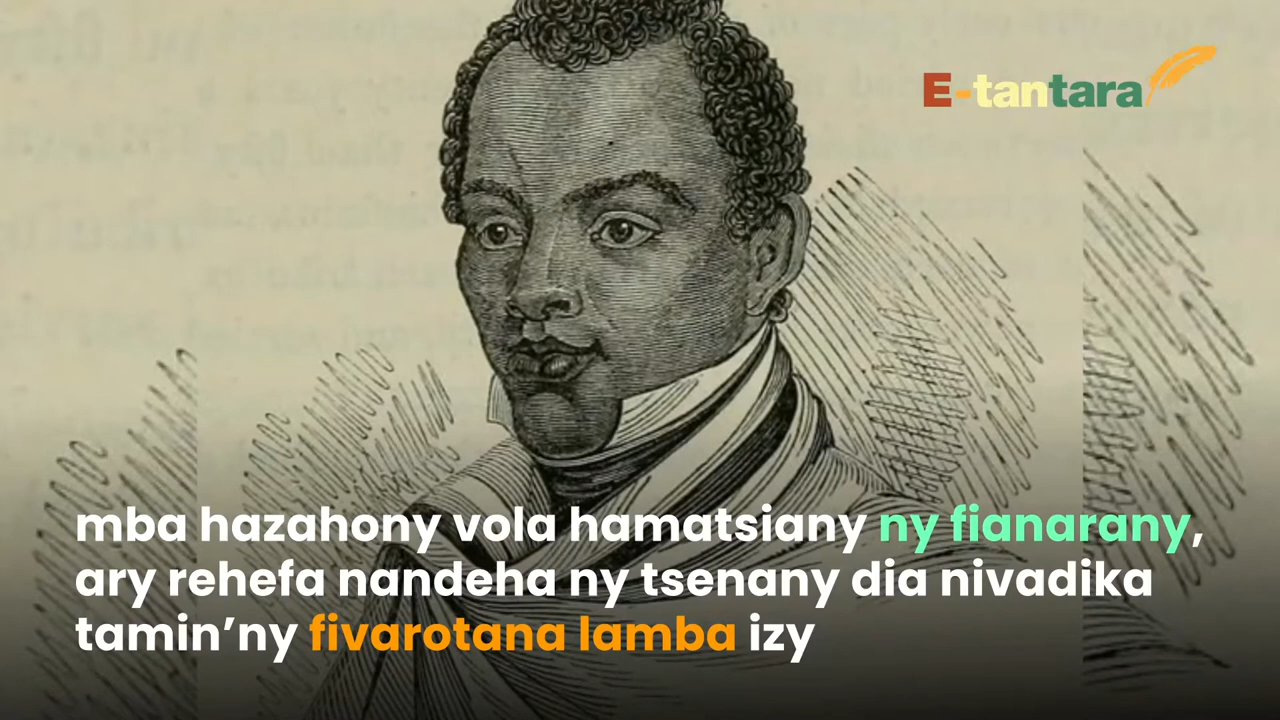 E-tantara
mba hazahony vola hamatsiany ny fianarany,
ary rehefa nandeha ny tsenany dia nivadika
tamin’ny fivarotana lamba izy